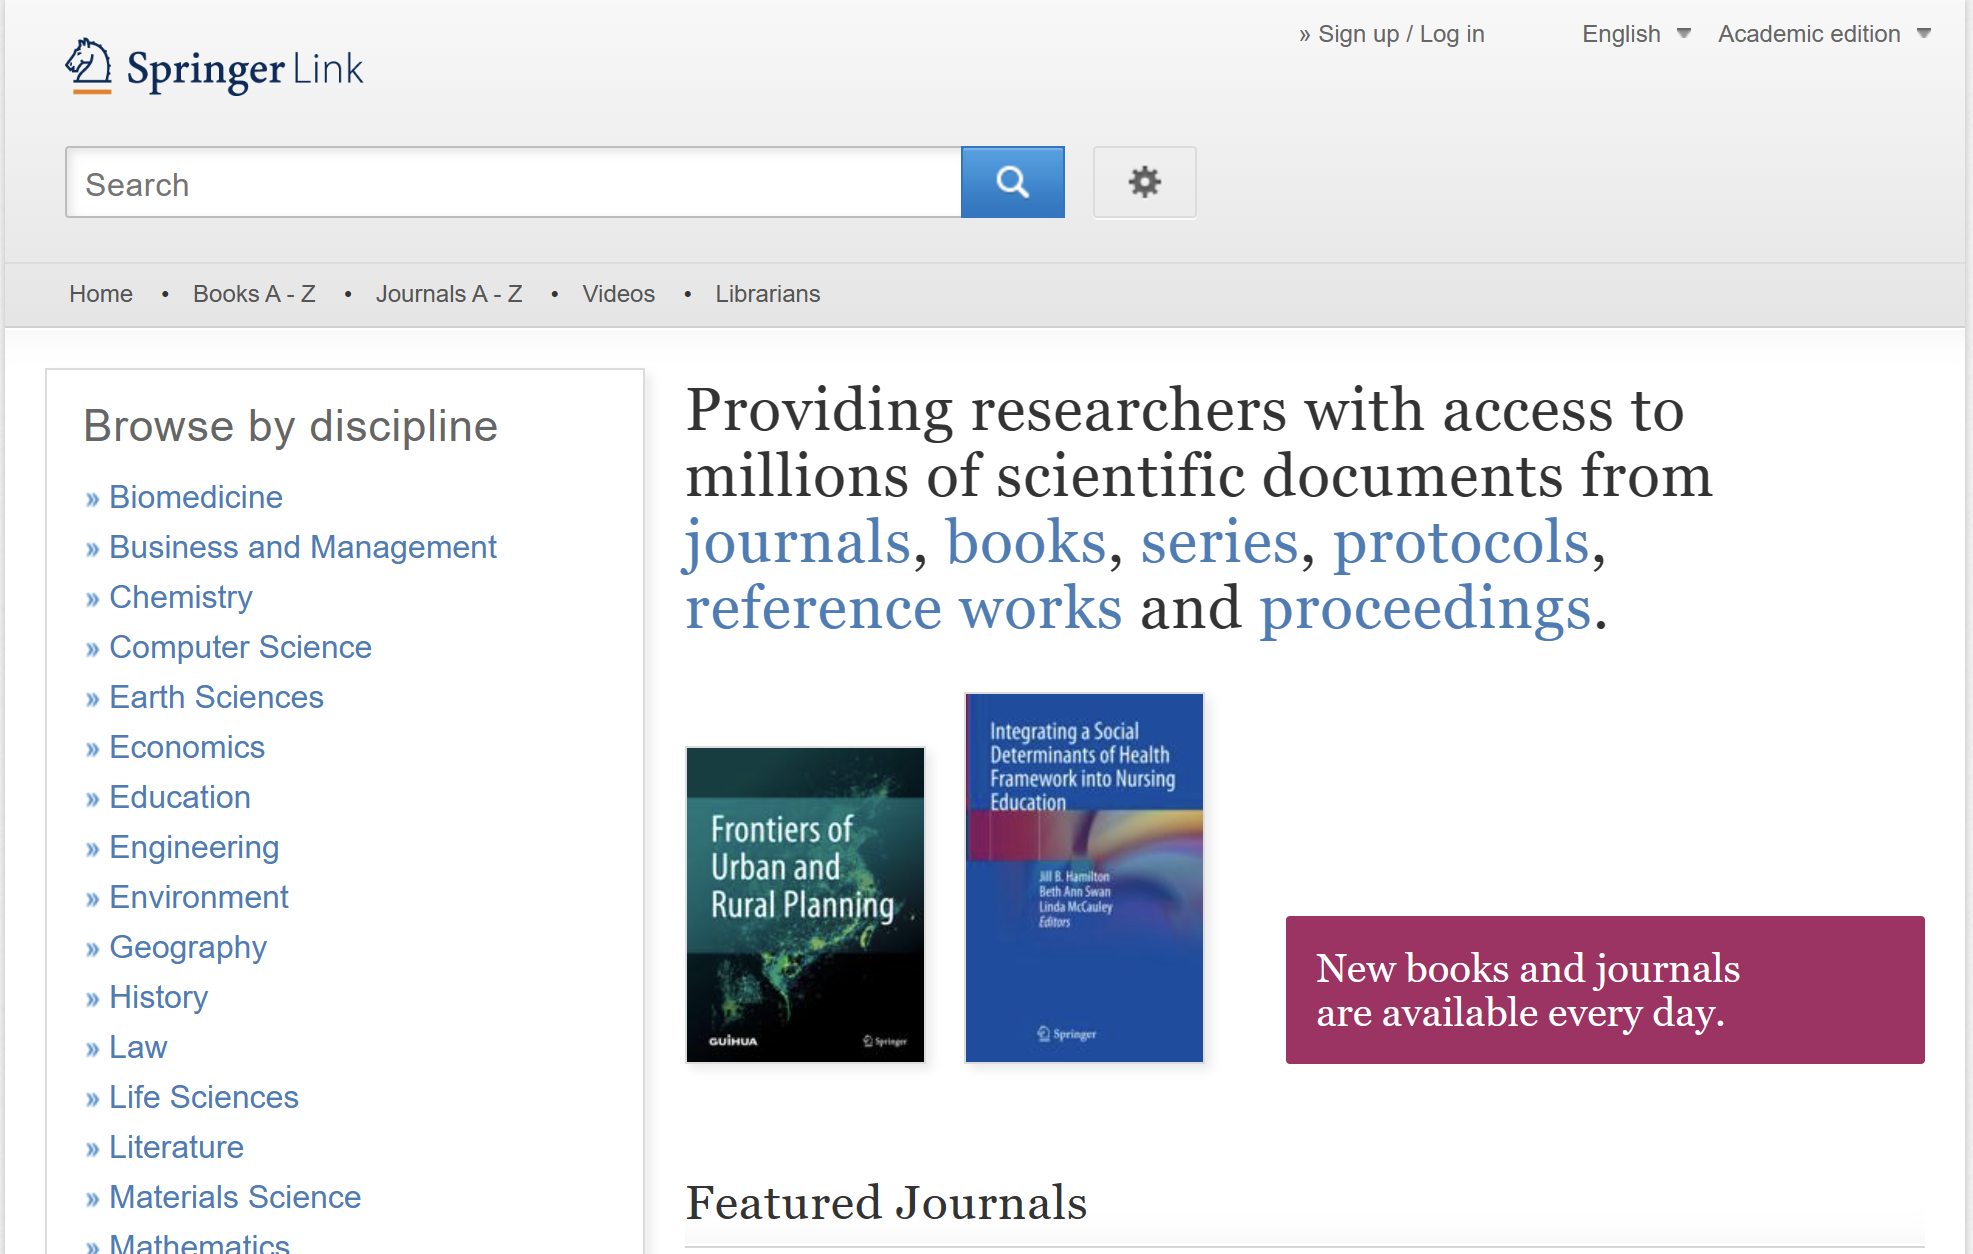 Springer Link
» Sign up / Log in
English
Academic edition
Search
Home • Books A - Z • Journals A - Z • Videos • Librarians
Browse by discipline
» Biomedicine
» Business and Management
» Chemistry
» Computer Science
» Earth Sciences
» Economics
» Education
» Engineering
» Environment
» Geography
» History
» Law
» Life Sciences
» Literature
» Materials Science
» Mathematics
Providing researchers with access to
millions of scientific documents from
journals, books, series, protocols,
reference works and proceedings.
Frontiers of
Urban and
Rural Planning
GUIHUA
Springer
Integrating a Social
Determinants of Health
Framework into Nursing
Education
Jill B. Hamilton
Beth Ann Swan
Linda McCauley
Editors
Springer
New books and journals
are available every day.
Featured Journals